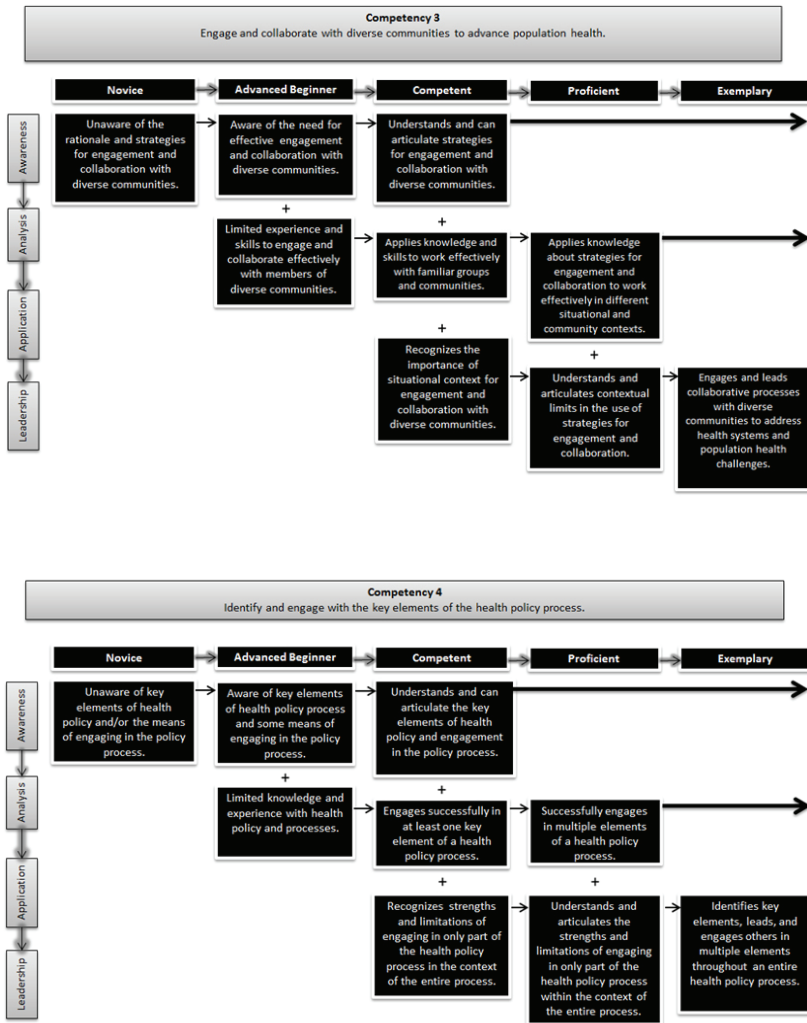 Competency 3
Engage and collaborate with diverse communities to advance population health.
Novice
Advanced Beginner
Competent
Proficient
Exemplary
Awareness
Unaware of the
rationale and strategies
for engagement and
collaboration with
diverse communities.
Aware of the need for
effective engagement
and collaboration with
diverse communities.
Understands and can
articulate strategies
for engagement and
collaboration with
diverse communities.
+
+
Analysis
Limited experience and
skills to engage and
collaborate effectively
with members of
diverse communities.
Applies knowledge and
skills to work effectively
with familiar groups
and communities.
Applies knowledge
about strategies for
engagement and
collaboration to work
effectively in different
situational and
community contexts.
Application
+
+
Recognizes the
importance of
situational context for
engagement and
collaboration with
diverse communities.
Understands and
articulates contextual
limits in the use of
strategies for
engagement and
collaboration.
Engages and leads
collaborative processes
with diverse
communities to address
health systems and
population health
challenges.
Leadership
Competency 4
Identify and engage with the key elements of the health policy process.
Novice
Advanced Beginner
Competent
Proficient
Exemplary
Awareness
Unaware of key
elements of health
policy and/or the means
of engaging in the policy
process.
Aware of key elements
of health policy process
and some means of
engaging in the policy
process.
Understands and can
articulate the key
elements of health
policy and engagement
in the policy process.
+
+
Analysis
Limited knowledge and
experience with health
policy and processes.
Engages successfully in
at least one key
element of a health
policy process.
Successfully engages
in multiple elements
of a health policy
process.
Application
+
+
Recognizes strengths
and limitations of
engaging in only part of
the health policy
process in the context
of the entire process.
Understands and
articulates the
strengths and
limitations of engaging
in only part of the
health policy process
within the context of
the entire process.
Identifies key
elements, leads, and
engages others in
multiple elements
throughout an entire
health policy process.
Leadership